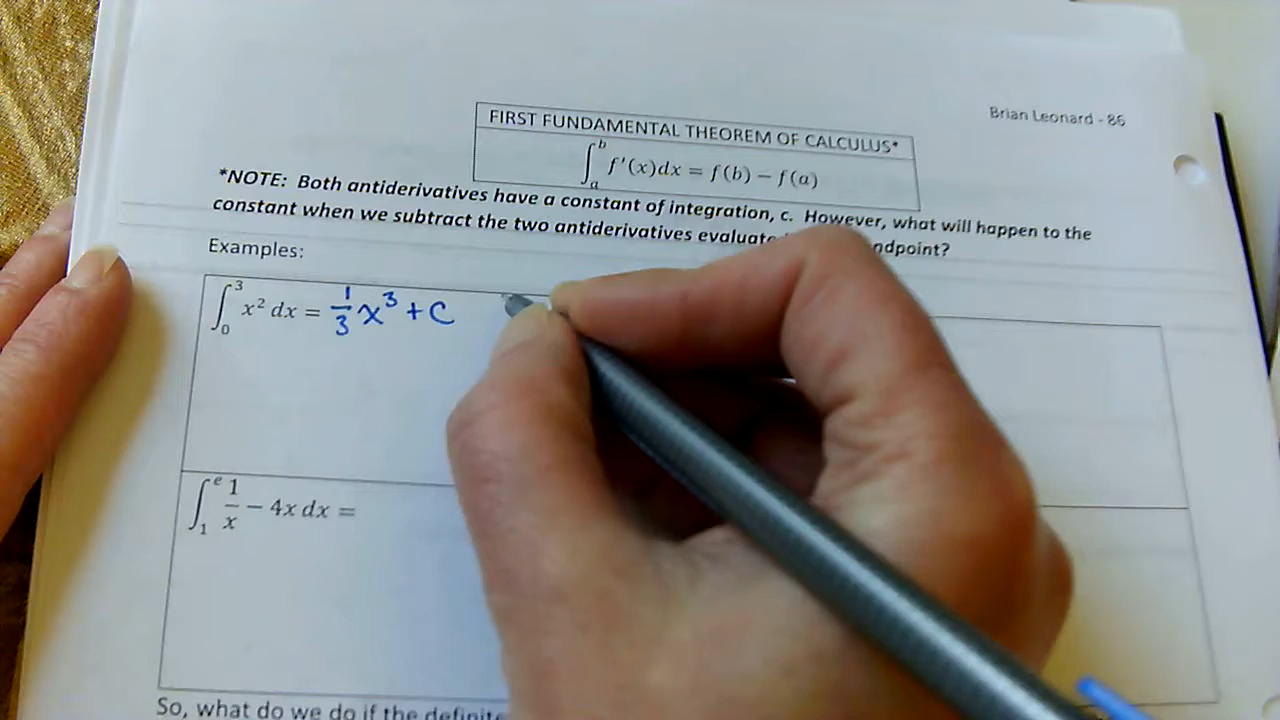 Brian Leonard - 86
FIRST FUNDAMENTAL THEOREM OF CALCULUS*
∫_a^b f'(x)dx = f(b) − f(a)
*NOTE: Both antiderivatives have a constant of integration, c. However, what will happen to the
constant when we subtract the two antiderivatives evaluate ndpoint?
Examples:
∫_0^3 x² dx = 1/3 x³ + C
∫_1^e 1/x − 4x dx =
So, what do we do if the definite